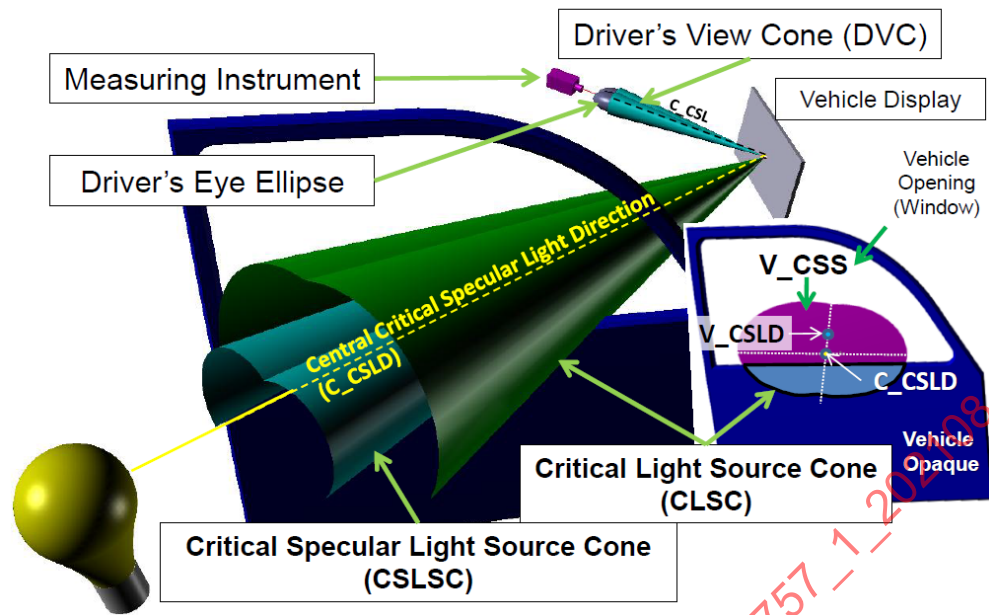 Driver's View Cone (DVC)
Measuring Instrument
C_CSL
Vehicle Display
Driver's Eye Ellipse
Vehicle
Opening
(Window)
Central Critical Specular Light Direction
(C_CSLD)
V_CSS
V_CSLD
C_CSLD
Critical Light Source Cone
(CLSC)
Vehicle
Opaque
Critical Specular Light Source Cone
(CSLSC)
757_1_202108